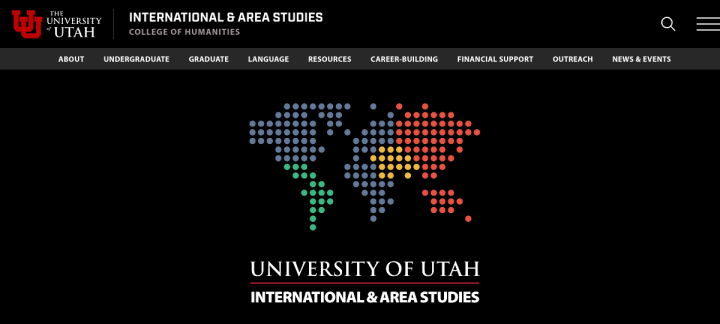 THE
UNIVERSITY
of UTAH
INTERNATIONAL & AREA STUDIES
COLLEGE OF HUMANITIES
ABOUT UNDERGRADUATE GRADUATE LANGUAGE RESOURCES CAREER-BUILDING FINANCIAL SUPPORT OUTREACH NEWS & EVENTS
UNIVERSITY OF UTAH
INTERNATIONAL & AREA STUDIES